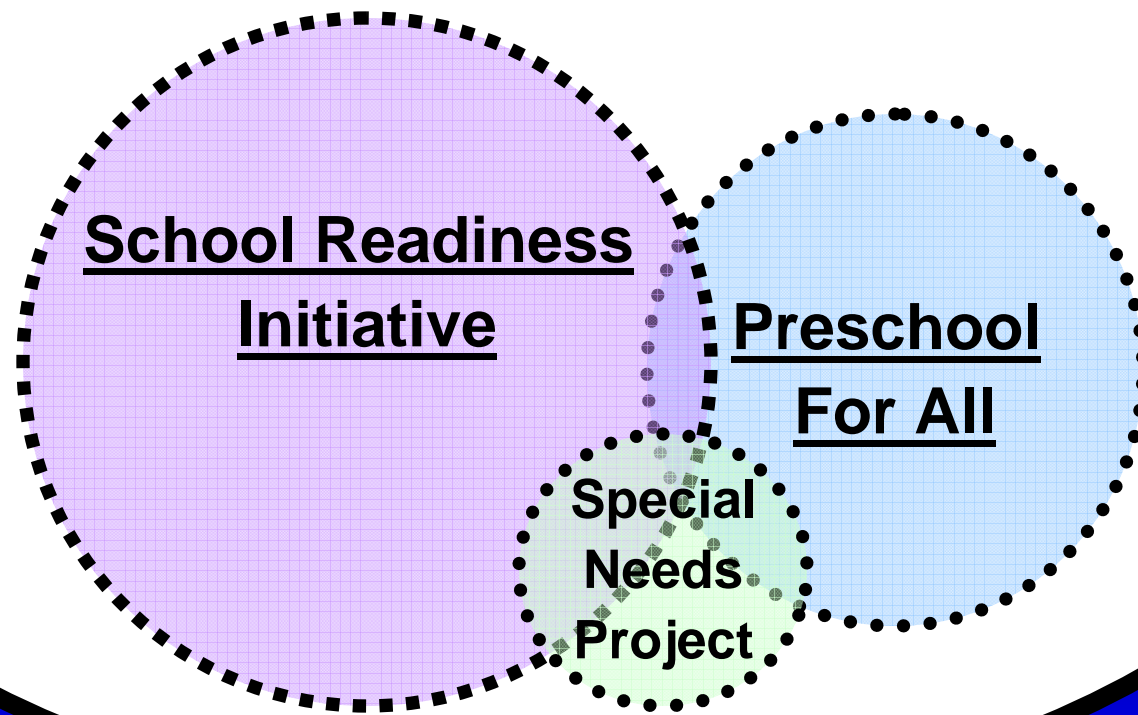 School Readiness
Initiative
Preschool
For All
Special
Needs
Project